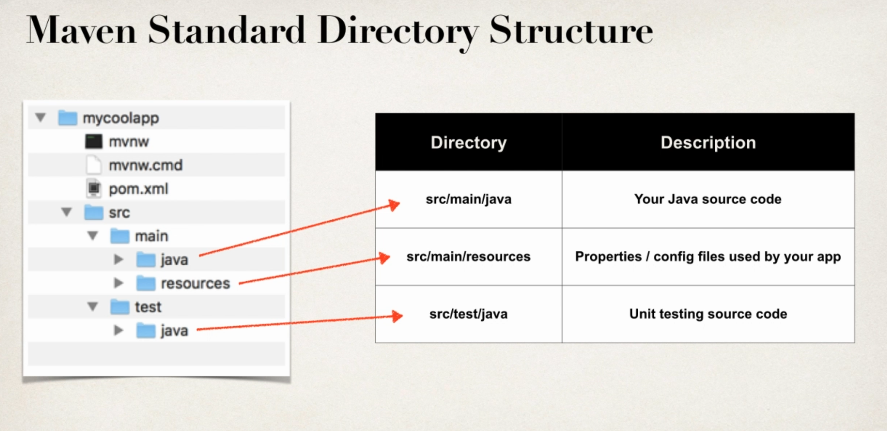 Maven Standard Directory Structure
mycoolapp
mvnw
mvnw.cmd
pom.xml
src
main
java
resources
test
java
Directory Description
src/main/java Your Java source code
src/main/resources Properties / config files used by your app
src/test/java Unit testing source code